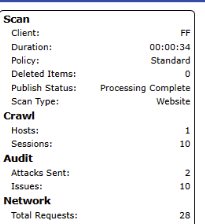 Scan
Client: FF
Duration: 00:00:34
Policy: Standard
Deleted Items: 0
Publish Status: Processing Complete
Scan Type: Website
Crawl
Hosts: 1
Sessions: 10
Audit
Attacks Sent: 2
Issues: 10
Network
Total Requests: 28